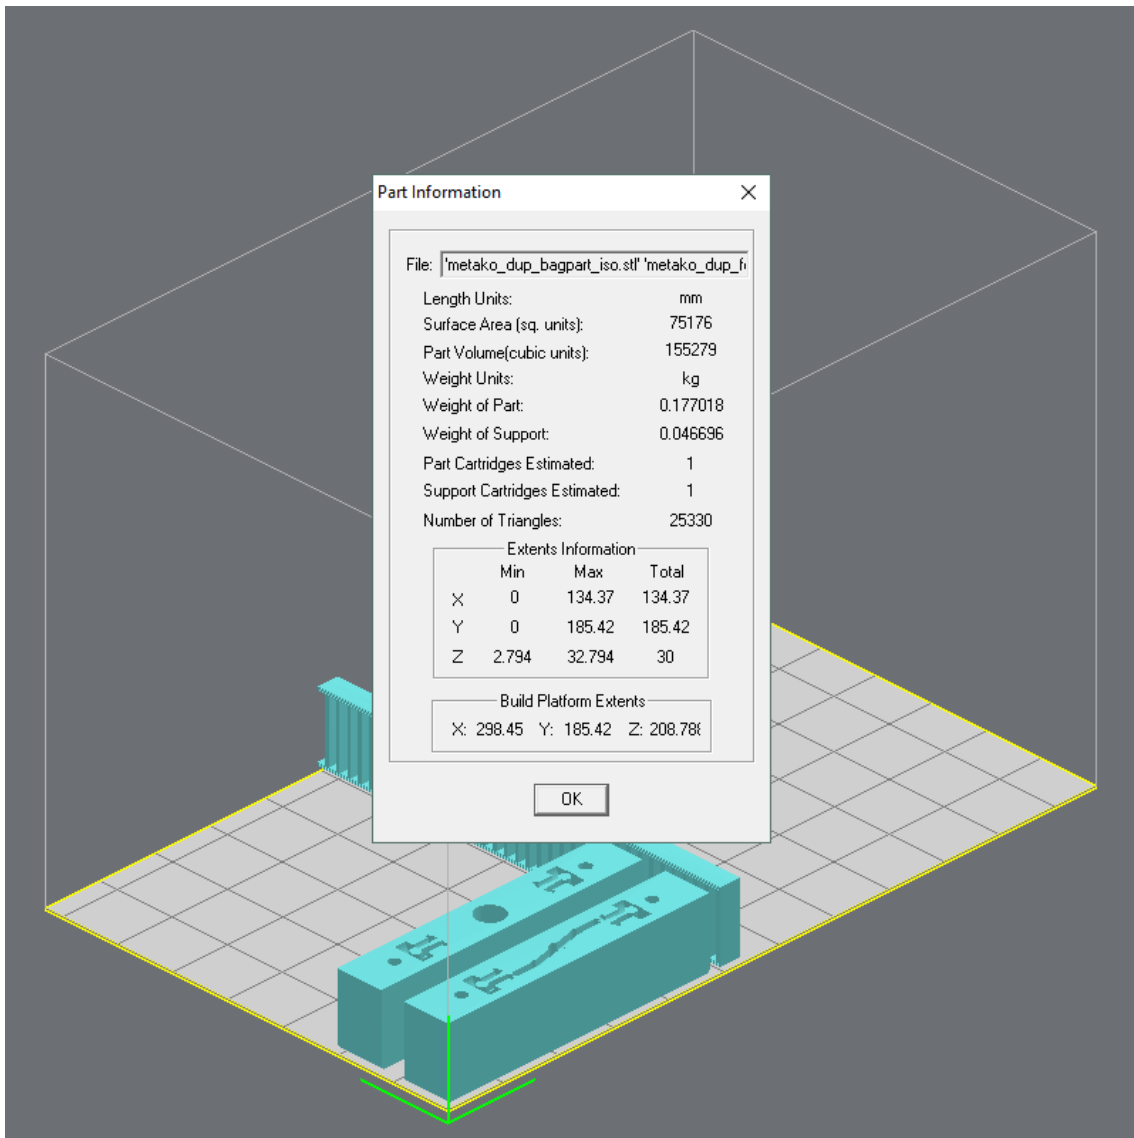 Part Information
File: 'metako_dup_bagpart_iso.stl' 'metako_dup_f
Length Units: mm
Surface Area (sq. units): 75176
Part Volume(cubic units): 155279
Weight Units: kg
Weight of Part: 0.177018
Weight of Support: 0.046696
Part Cartridges Estimated: 1
Support Cartridges Estimated: 1
Number of Triangles: 25330
Extents Information
Min Max Total
X 0 134.37 134.37
Y 0 185.42 185.42
Z 2.794 32.794 30
Build Platform Extents
X: 298.45 Y: 185.42 Z: 208.788
OK